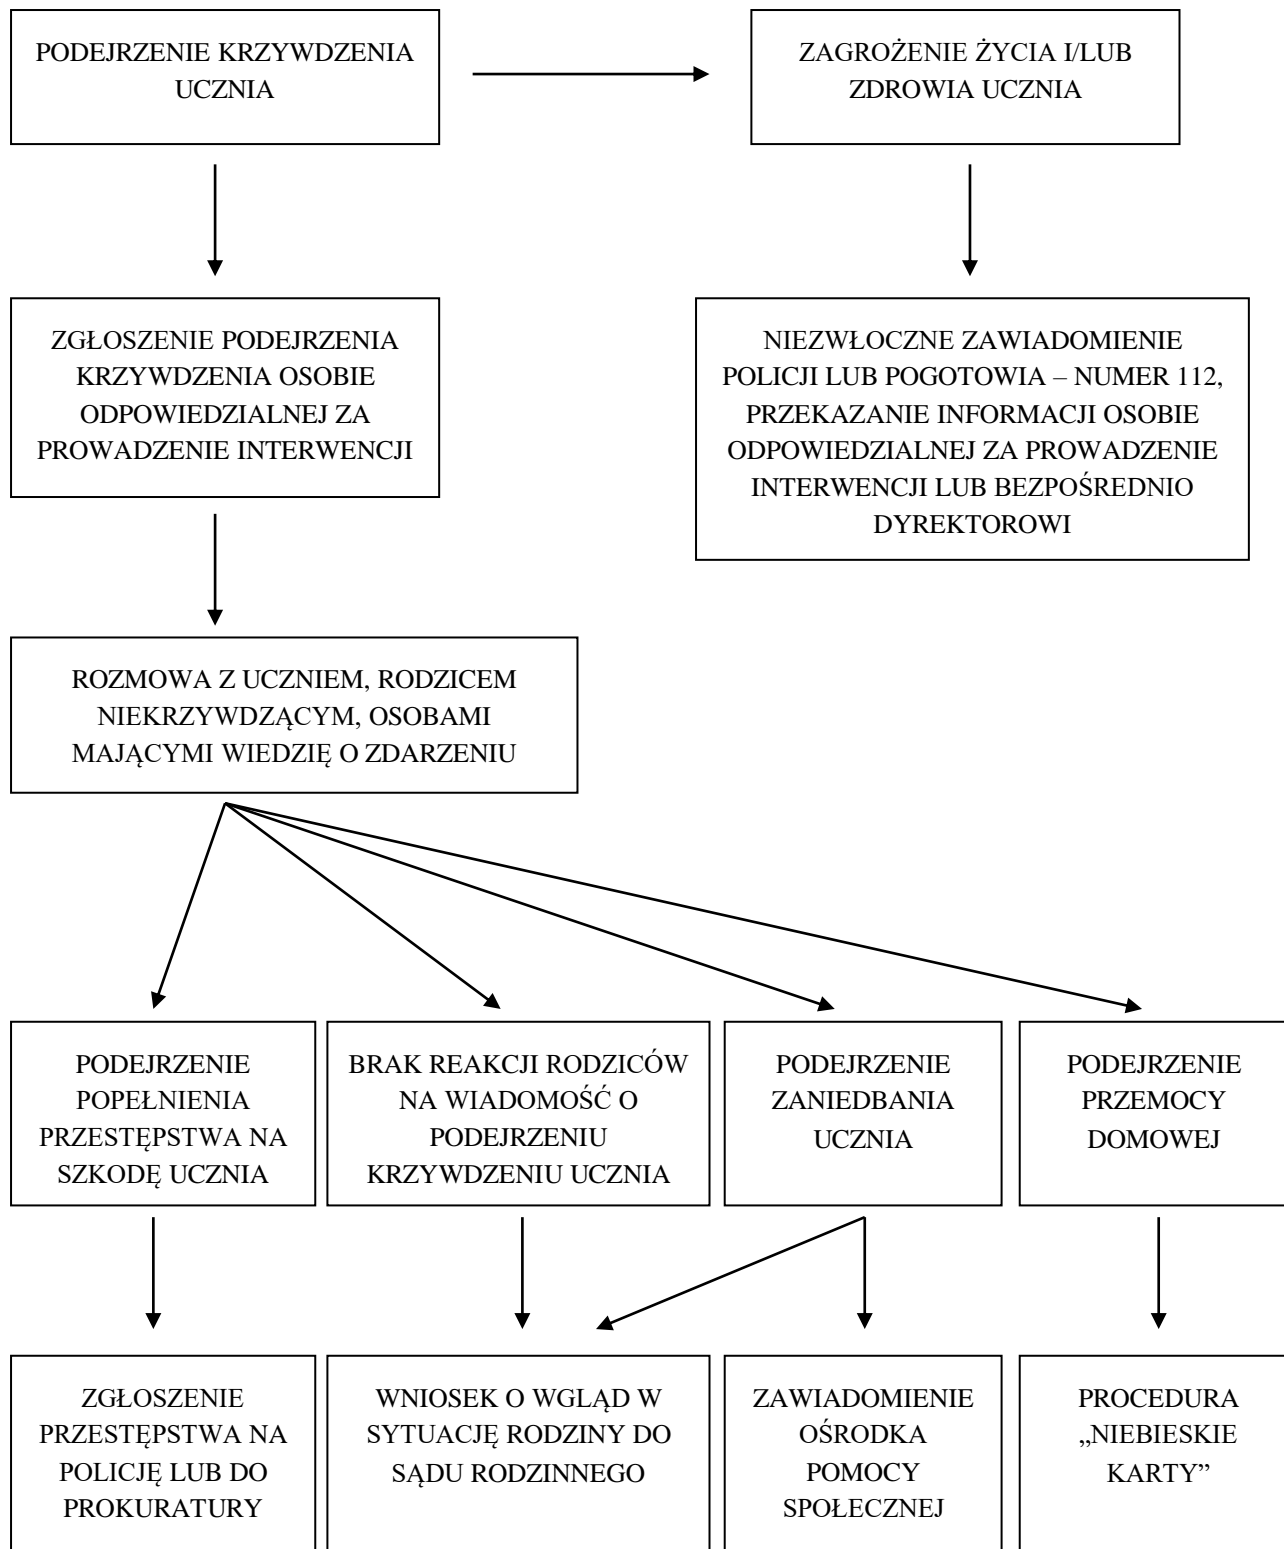 PODEJRZENIE KRZYWDZENIA
UCZNIA
ZAGROŻENIE ŻYCIA I/LUB
ZDROWIA UCZNIA
ZGŁOSZENIE PODEJRZENIA
KRZYWDZENIA OSOBIE
ODPOWIEDZIALNEJ ZA
PROWADZENIE INTERWENCJI
NIEZWŁOCZNE ZAWIADOMIENIE
POLICJI LUB POGOTOWIA – NUMER 112,
PRZEKAZANIE INFORMACJI OSOBIE
ODPOWIEDZIALNEJ ZA PROWADZENIE
INTERWENCJI LUB BEZPOŚREDNIO
DYREKTOROWI
ROZMOWA Z UCZNIEM, RODZICEM
NIEKRZYWDZĄCYM, OSOBAMI
MAJĄCYMI WIEDZIĘ O ZDARZENIU
PODEJRZENIE
POPEŁNIENIA
PRZESTĘPSTWA NA
SZKODĘ UCZNIA
BRAK REAKCJI RODZICÓW
NA WIADOMOŚĆ O
PODEJRZENIU
KRZYWDZENIU UCZNIA
PODEJRZENIE
ZANIEDBANIA
UCZNIA
PODEJRZENIE
PRZEMOCY
DOMOWEJ
ZGŁOSZENIE
PRZESTĘPSTWA NA
POLICJĘ LUB DO
PROKURATURY
WNIOSEK O WGLĄD W
SYTUACJĘ RODZINY DO
SĄDU RODZINNEGO
ZAWIADOMIENIE
OŚRODKA
POMOCY
SPOŁECZNEJ
PROCEDURA
„NIEBIESKIE
KARTY”